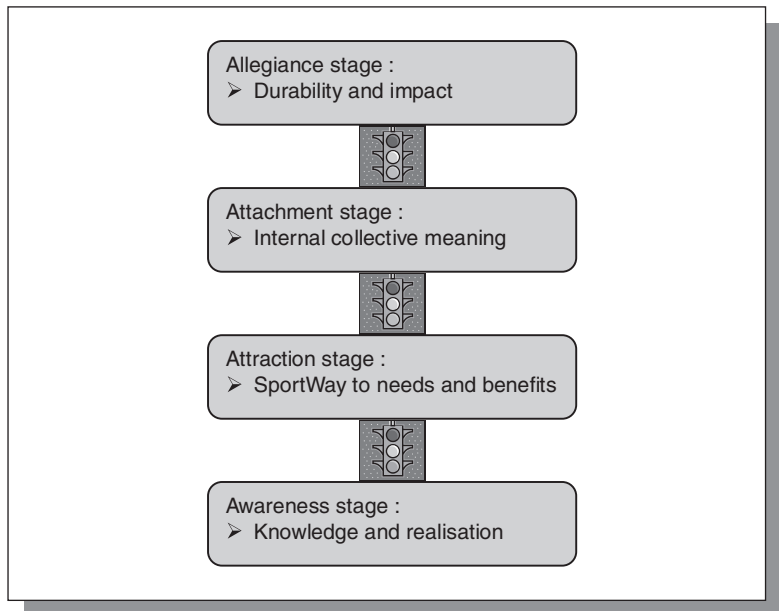 Allegiance stage :
➢ Durability and impact
Attachment stage :
➢ Internal collective meaning
Attraction stage :
➢ SportWay to needs and benefits
Awareness stage :
➢ Knowledge and realisation